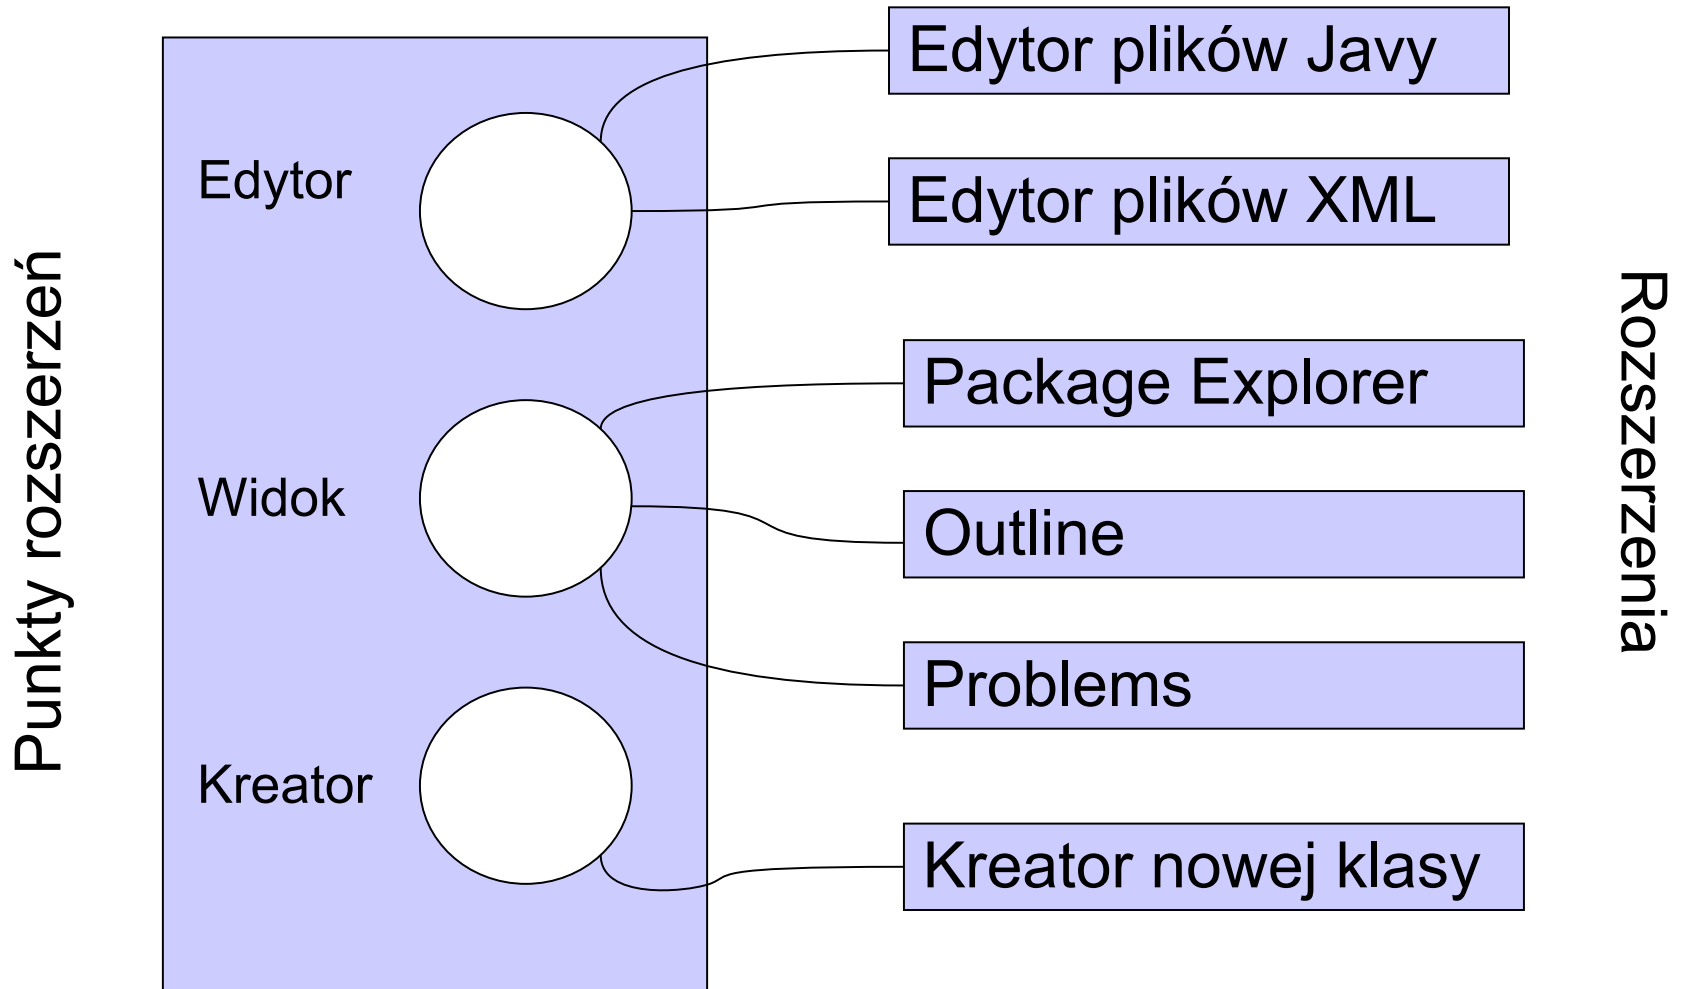 Punkty rozszerzeń
Edytor
Widok
Kreator
Edytor plików Javy
Edytor plików XML
Package Explorer
Outline
Problems
Kreator nowej klasy
Rozszerzenia